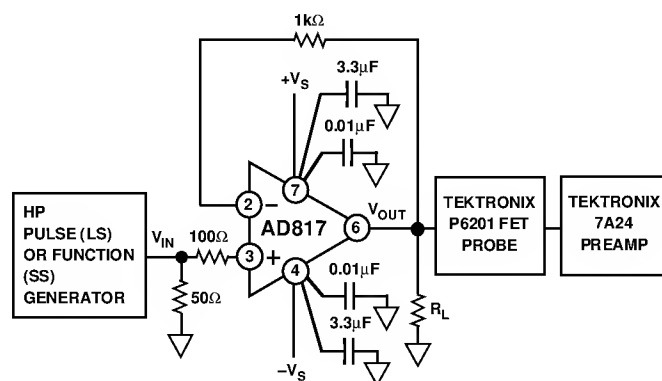 1kΩ
3.3μF
+VS
0.01μF
7
2
–
HP
PULSE (LS)
OR FUNCTION
(SS)
GENERATOR
VIN
100Ω
50Ω
3
+
AD817
6
VOUT
TEKTRONIX
P6201 FET
PROBE
TEKTRONIX
7A24
PREAMP
4
0.01μF
3.3μF
RL
–VS